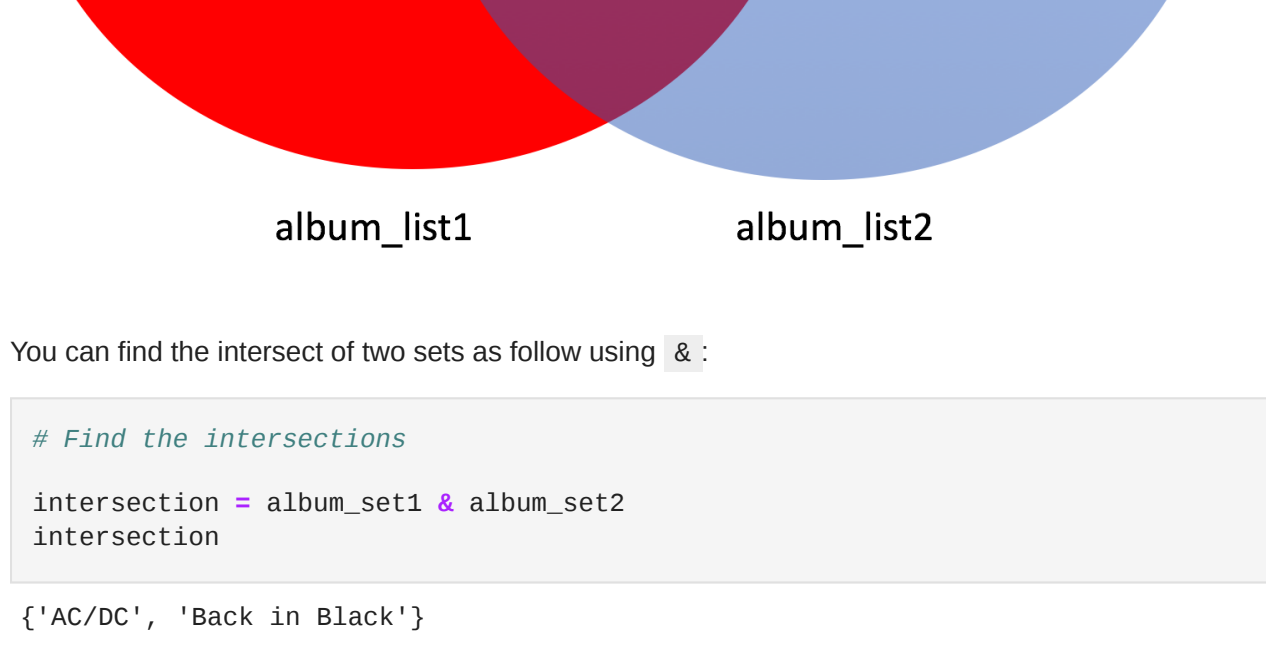 album_list1 album_list2
You can find the intersect of two sets as follow using & :
# Find the intersections
intersection = album_set1 & album_set2
intersection
{'AC/DC', 'Back in Black'}